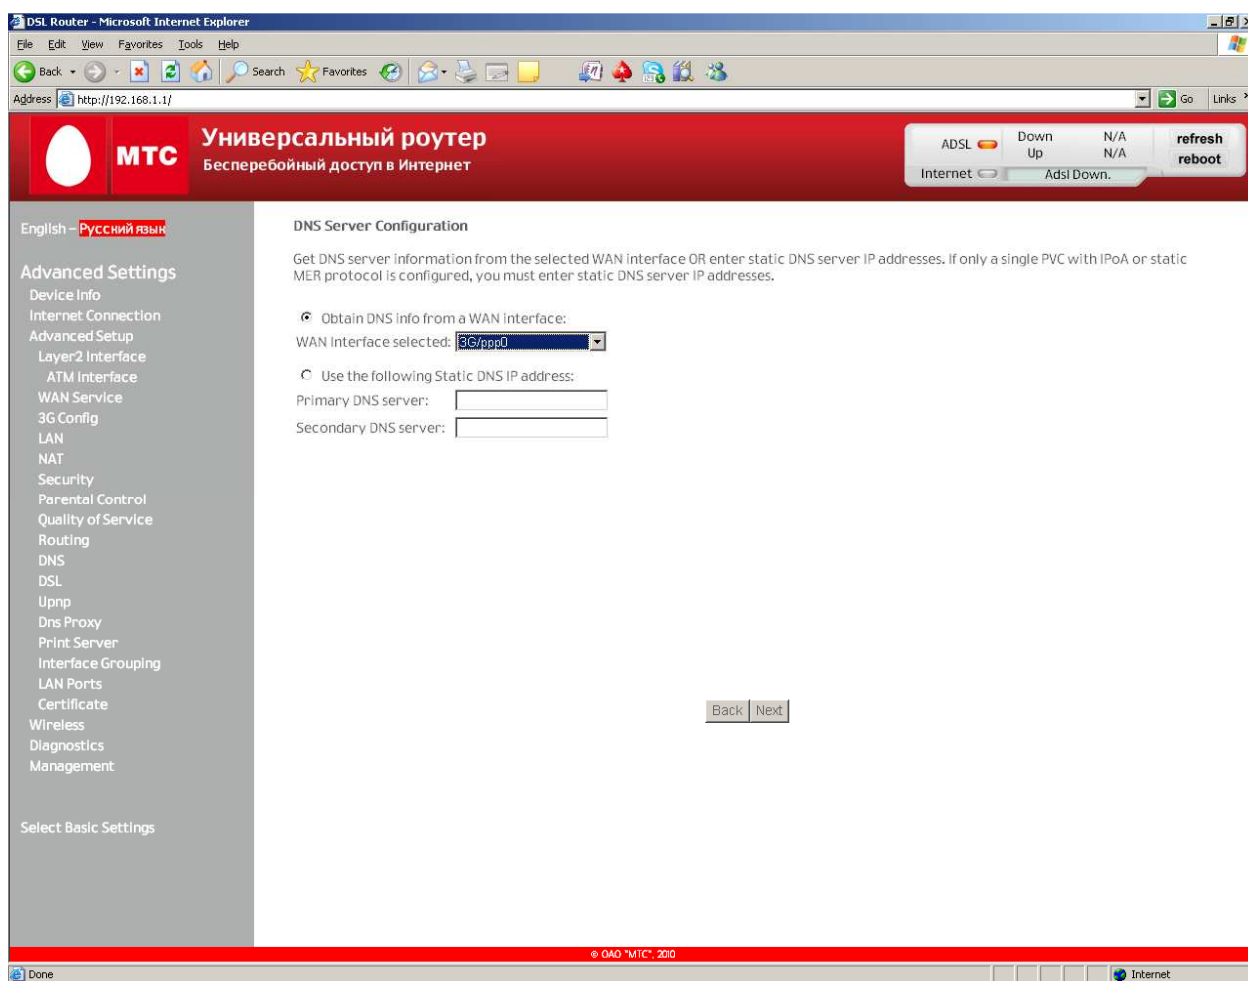 DSL Router - Microsoft Internet Explorer
File Edit View Favorites Tools Help
Back Search Favorites
Address http://192.168.1.1/ Go Links
МТС
Универсальный роутер
Бесперебойный доступ в Интернет
ADSL Down N/A
Up N/A
Internet Adsl Down.
refresh
reboot
English – Русский язык
Advanced Settings
Device Info
Internet Connection
Advanced Setup
Layer2 Interface
ATM Interface
WAN Service
3G Config
LAN
NAT
Security
Parental Control
Quality of Service
Routing
DNS
DSL
Upnp
Dns Proxy
Print Server
Interface Grouping
LAN Ports
Certificate
Wireless
Diagnostics
Management
Select Basic Settings
DNS Server Configuration
Get DNS server information from the selected WAN interface OR enter static DNS server IP addresses. If only a single PVC with IPoA or static
MER protocol is configured, you must enter static DNS server IP addresses.
Obtain DNS info from a WAN interface:
WAN Interface selected: 3G/ppp0
Use the following Static DNS IP address:
Primary DNS server:
Secondary DNS server:
Back Next
© ОАО "МТС", 2010
Done Internet